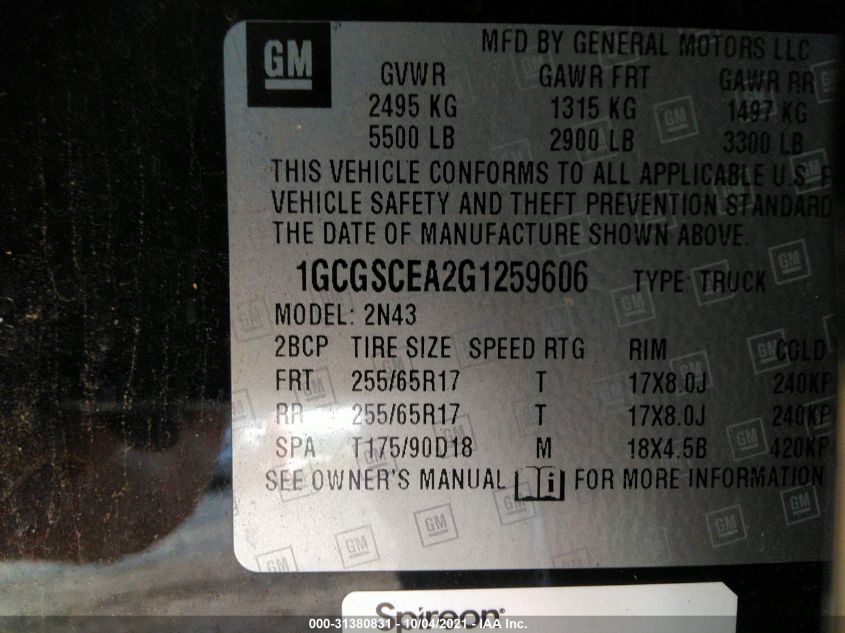 GM
MFD BY GENERAL MOTORS LLC
GVWR GAWR FRT GAWR RR
2495 KG 1315 KG 1497 KG
5500 LB 2900 LB 3300 LB
THIS VEHICLE CONFORMS TO ALL APPLICABLE U.S. F
VEHICLE SAFETY AND THEFT PREVENTION STANDARD
THE DATE OF MANUFACTURE SHOWN ABOVE.
1GCGSCEA2G1259606 TYPE: TRUCK
MODEL: 2N43
2BCP TIRE SIZE SPEED RTG RIM COLD
FRT 255/65R17 T 17X8.0J 240KP
RR 255/65R17 T 17X8.0J 240KP
SPA T175/90D18 M 18X4.5B 420KP
SEE OWNER'S MANUAL i FOR MORE INFORMATION
Spireon
000-31380831 - 10/04/2021 - IAA Inc.